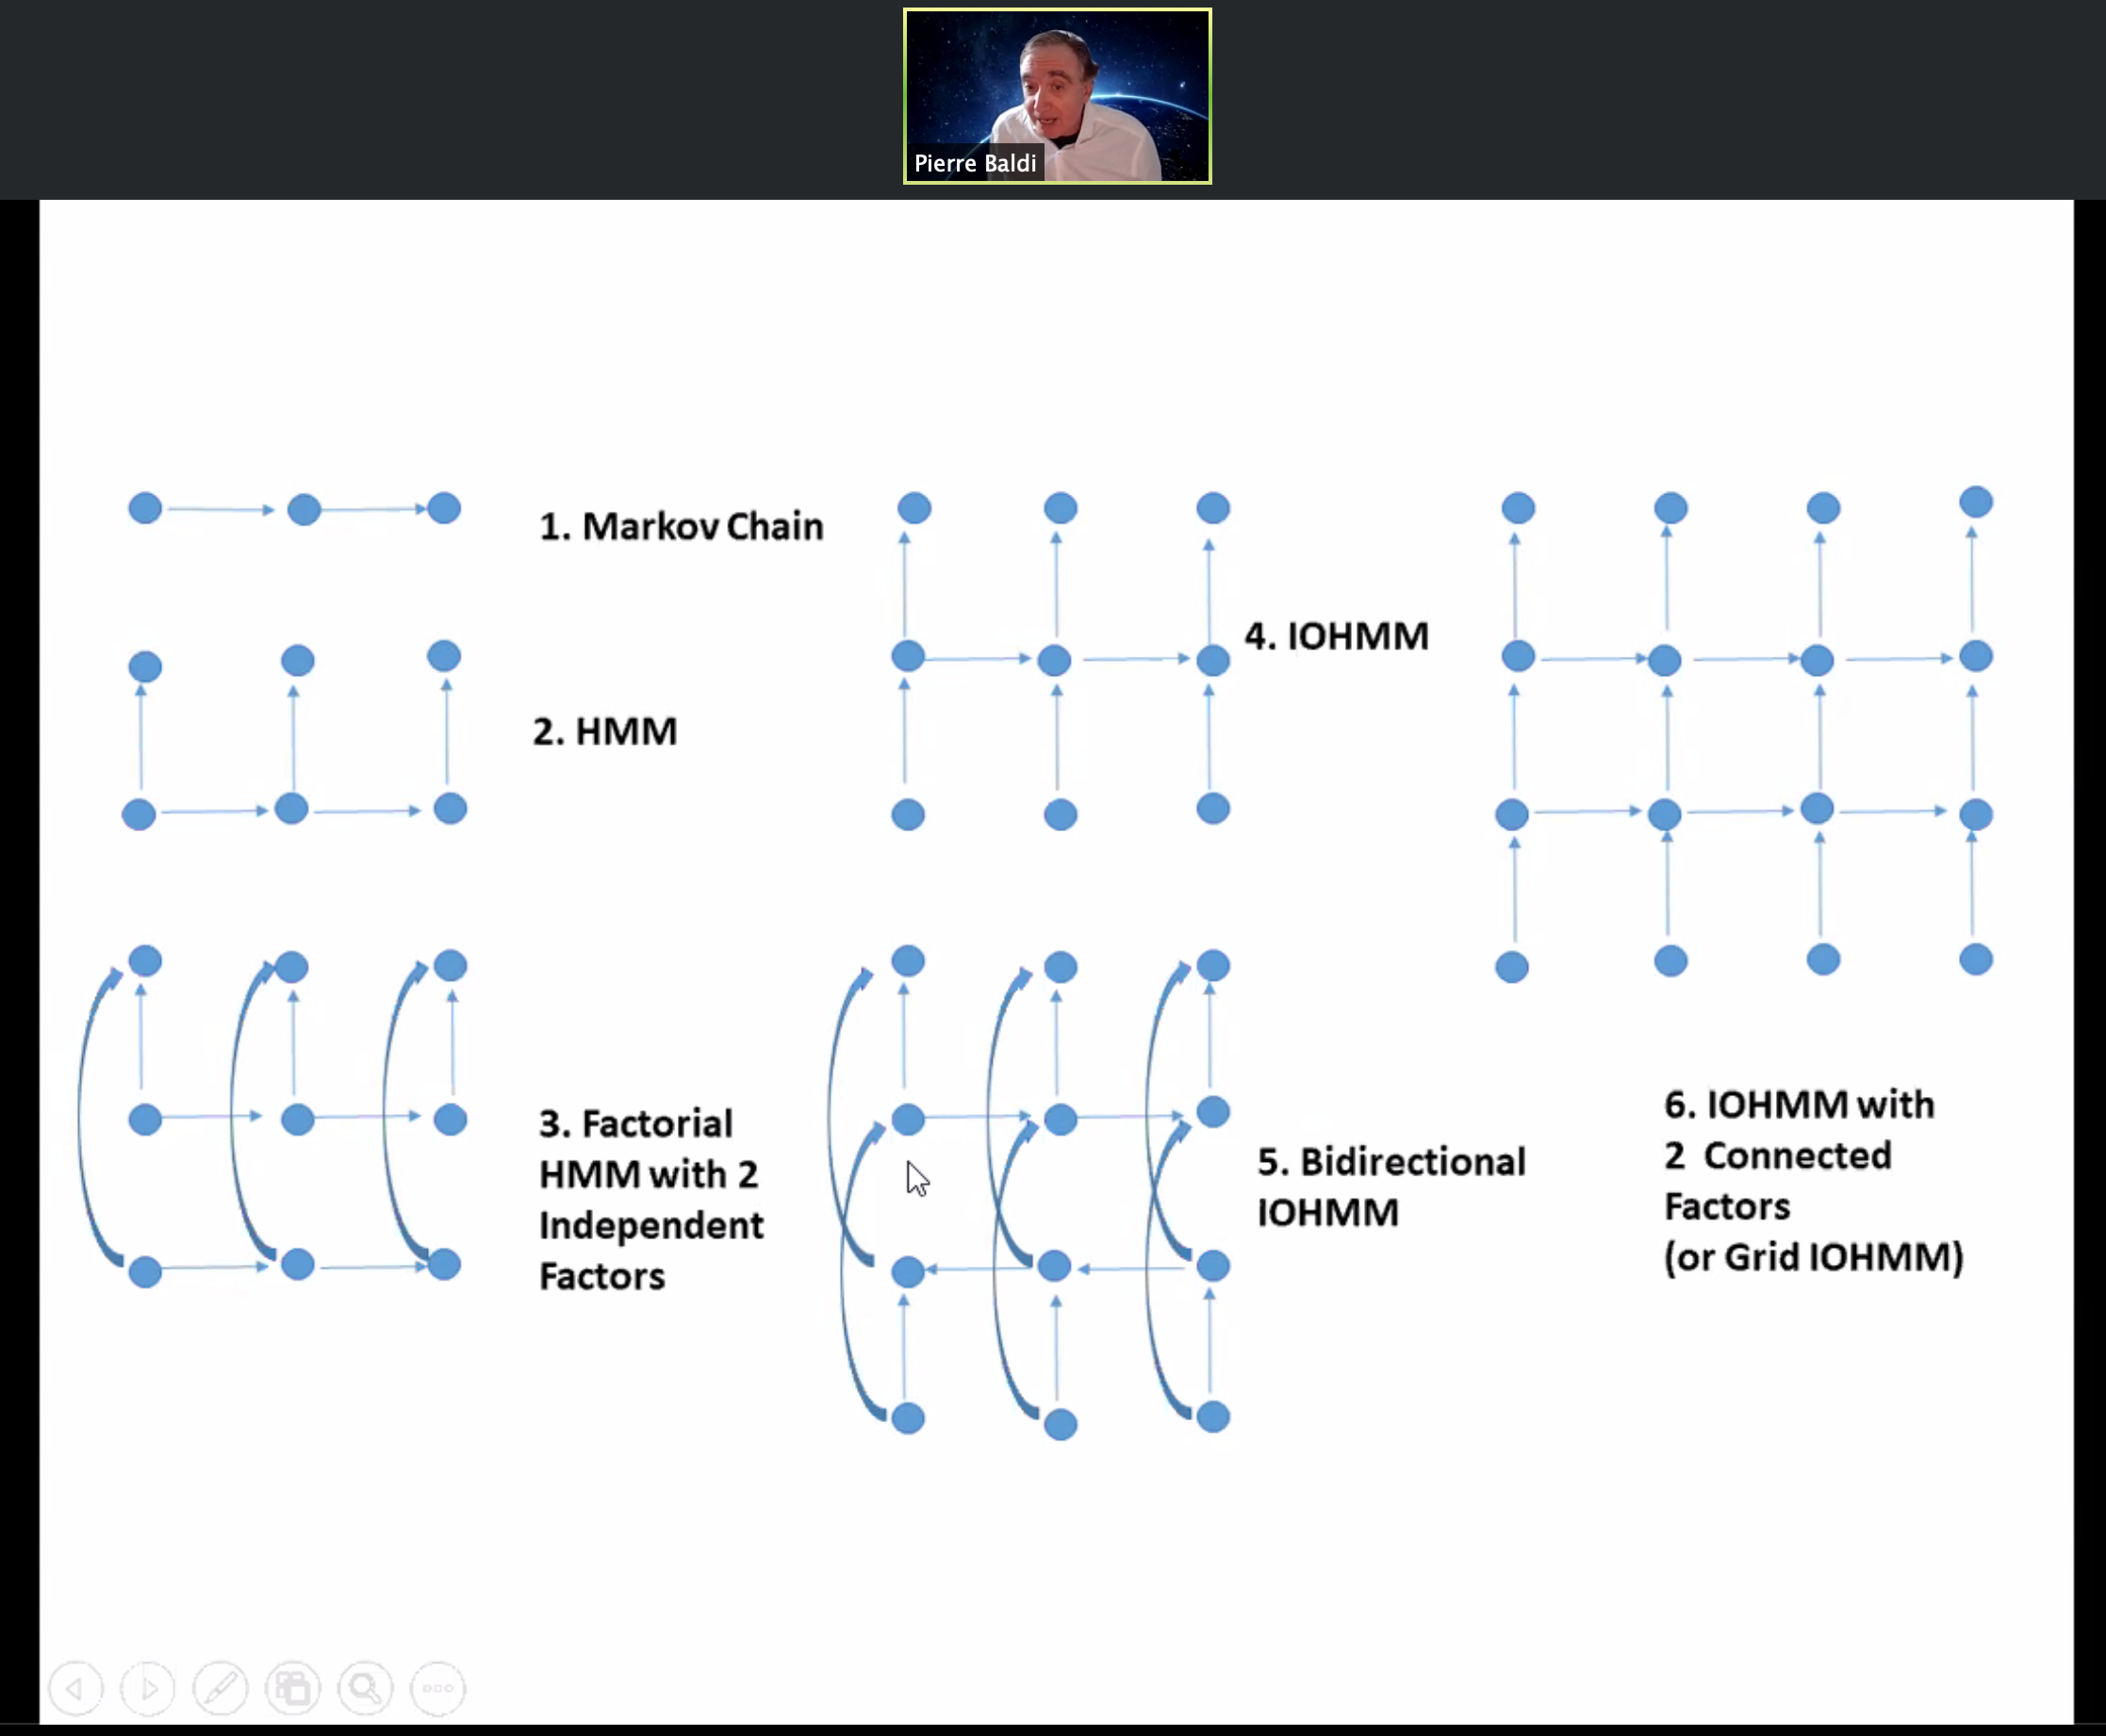 Pierre Baldi
1. Markov Chain
2. HMM
3. Factorial
HMM with 2
Independent
Factors
4. IOHMM
5. Bidirectional
IOHMM
6. IOHMM with
2 Connected
Factors
(or Grid IOHMM)